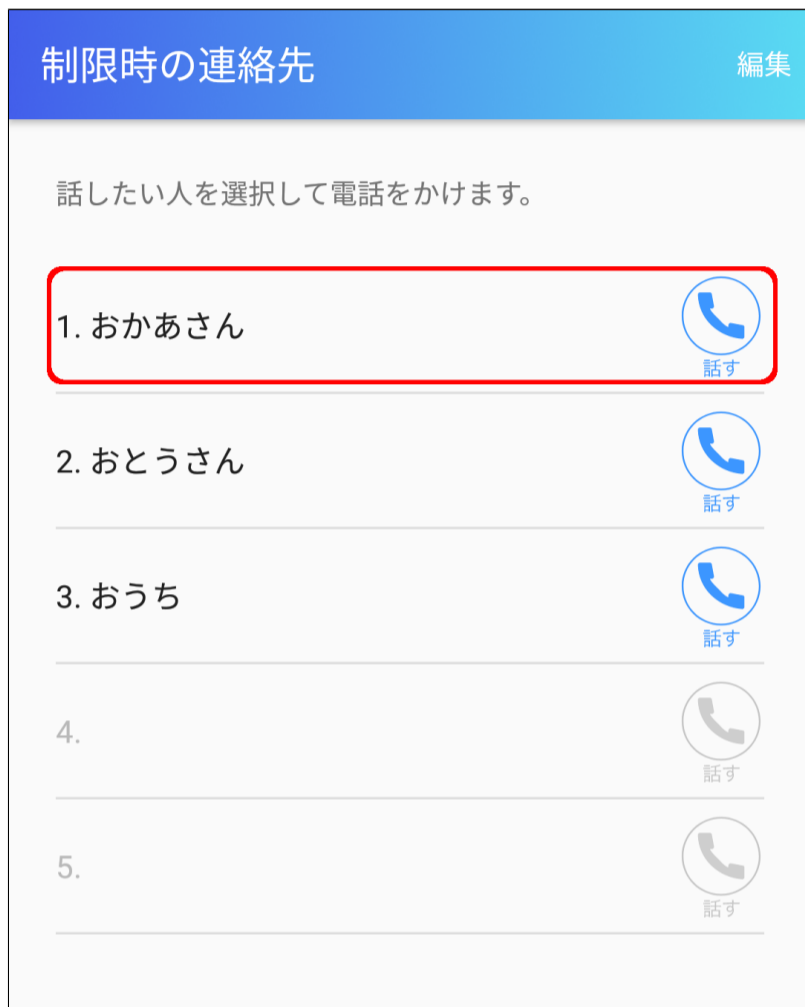 制限時の連絡先 編集
話したい人を選択して電話をかけます。
1. おかあさん
話す
2. おとうさん
話す
3. おうち
話す
4.
話す
5.
話す